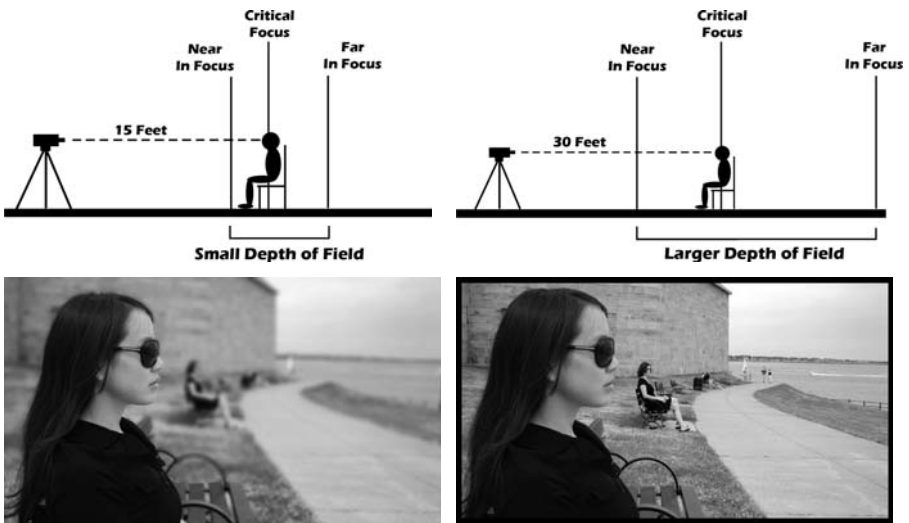 Critical
Focus
Near
In Focus
Far
In Focus
15 Feet
Small Depth of Field
Critical
Focus
Near
In Focus
Far
In Focus
30 Feet
Larger Depth of Field